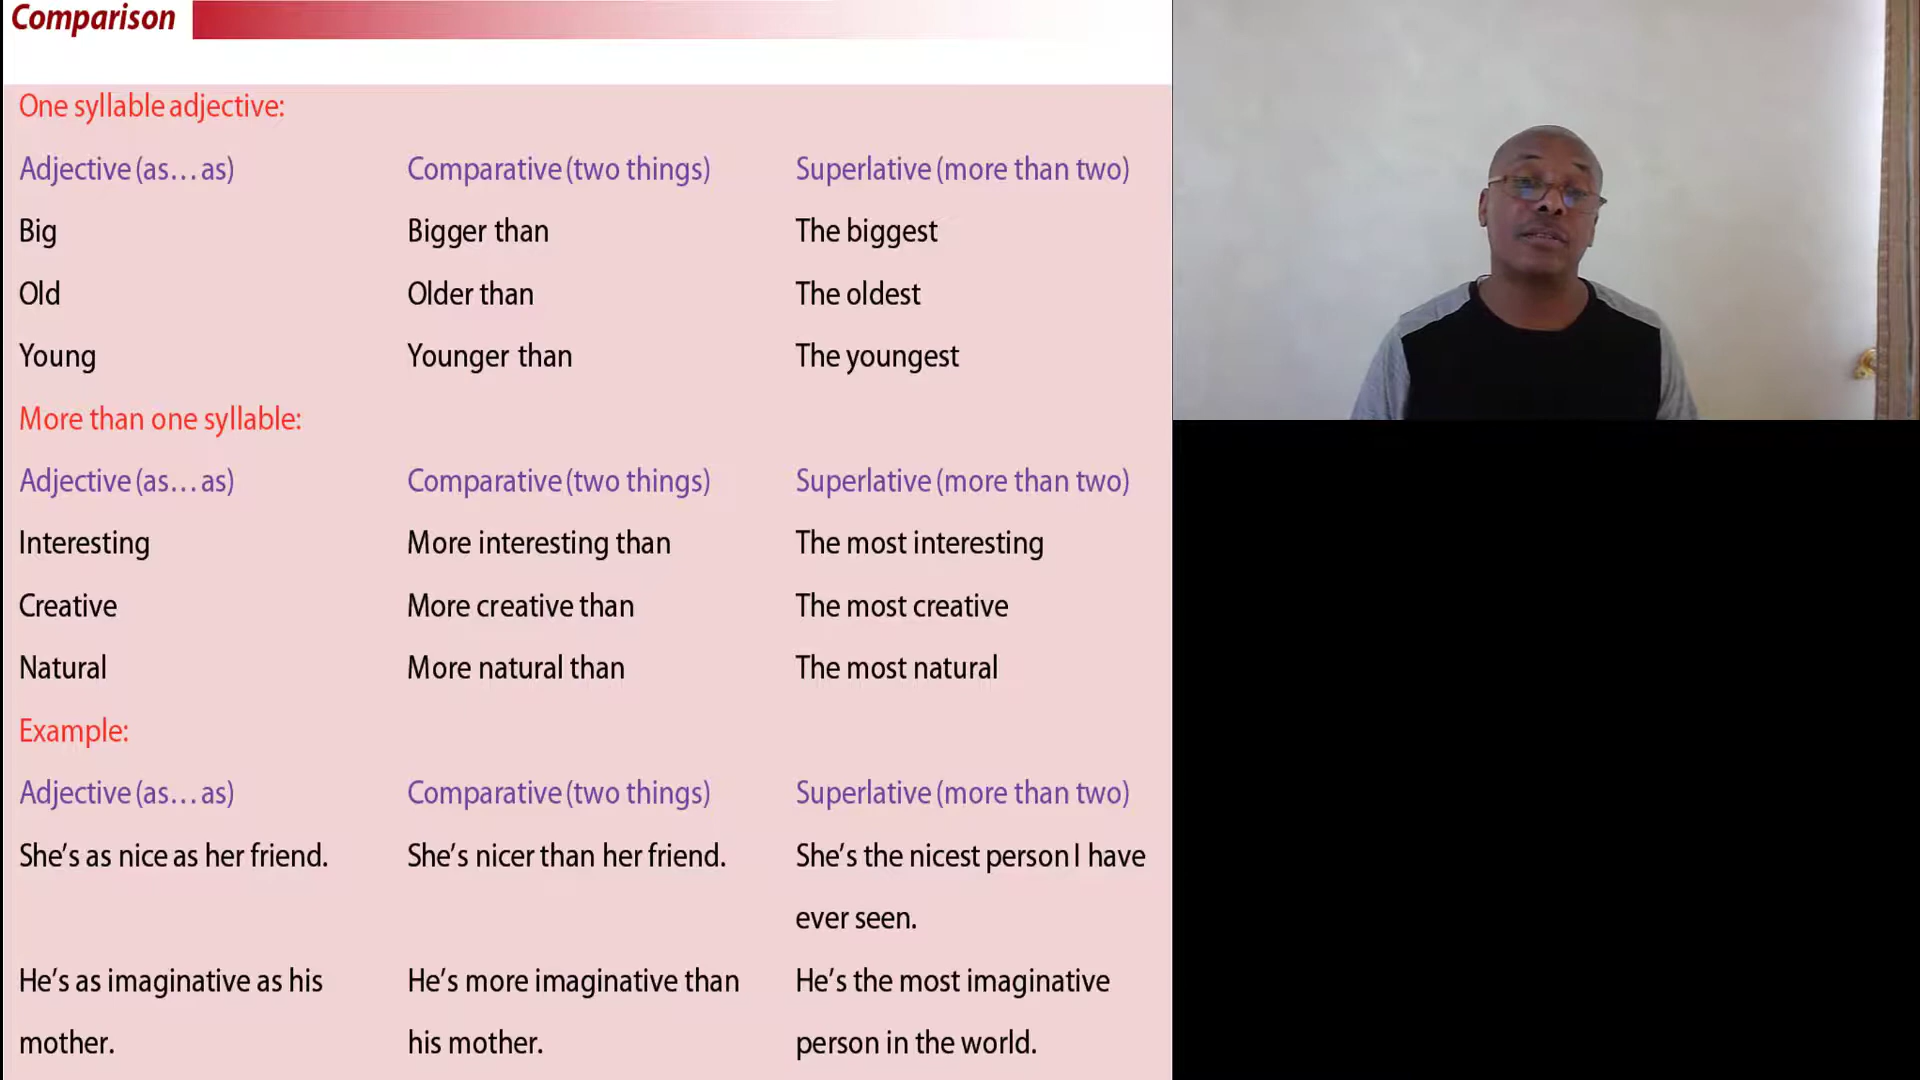 Comparison
One syllable adjective:
Adjective (as… as) Comparative (two things) Superlative (more than two)
Big Bigger than The biggest
Old Older than The oldest
Young Younger than The youngest
More than one syllable:
Adjective (as… as) Comparative (two things) Superlative (more than two)
Interesting More interesting than The most interesting
Creative More creative than The most creative
Natural More natural than The most natural
Example:
Adjective (as… as) Comparative (two things) Superlative (more than two)
She’s as nice as her friend. She’s nicer than her friend. She’s the nicest person I have
ever seen.
He’s as imaginative as his He’s more imaginative than He’s the most imaginative
mother. his mother. person in the world.